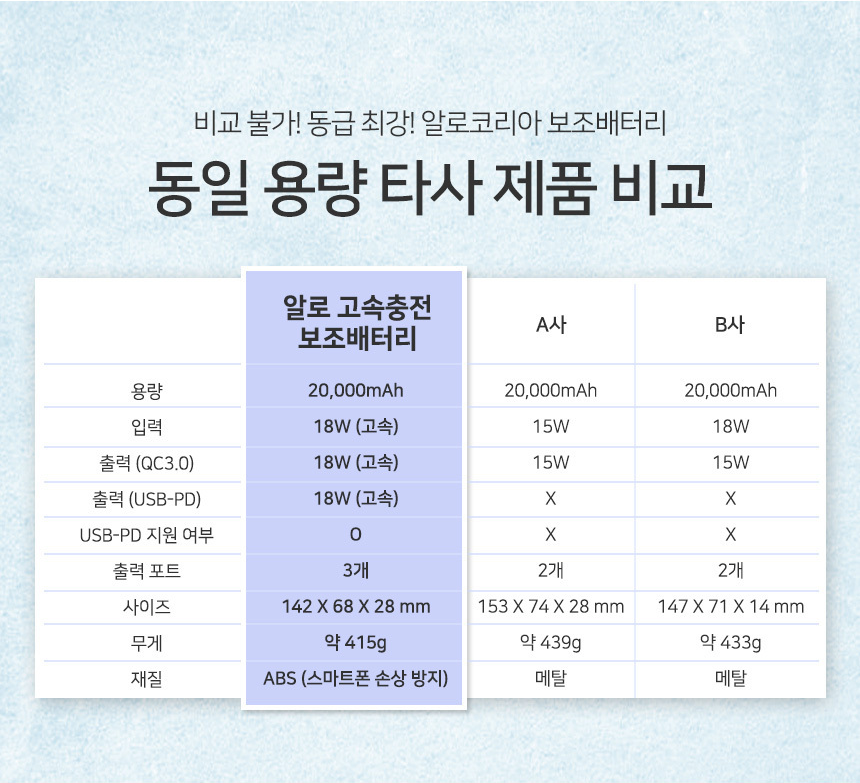 비교 불가! 동급 최강! 알로코리아 보조배터리
동일 용량 타사 제품 비교
알로 고속충전
보조배터리
A사
B사
용량 20,000mAh 20,000mAh 20,000mAh
입력 18W (고속) 15W 18W
출력 (QC3.0) 18W (고속) 15W 15W
출력 (USB-PD) 18W (고속) X X
USB-PD 지원 여부 O X X
출력 포트 3개 2개 2개
사이즈 142 X 68 X 28 mm 153 X 74 X 28 mm 147 X 71 X 14 mm
무게 약 415g 약 439g 약 433g
재질 ABS (스마트폰 손상 방지) 메탈 메탈